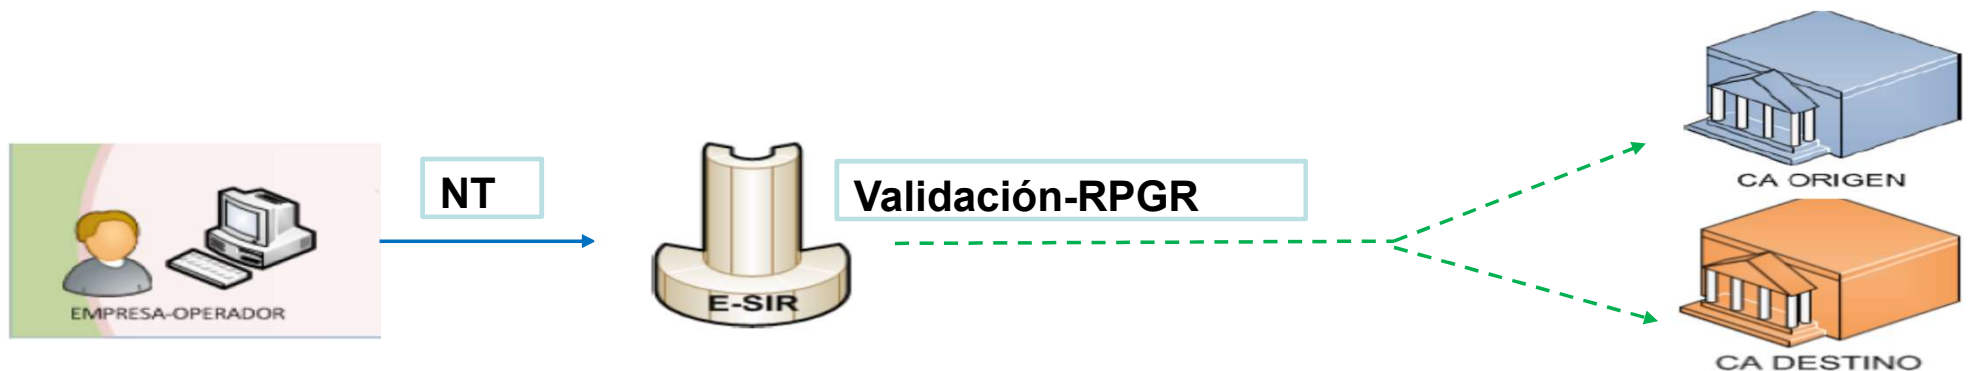 EMPRESA-OPERADOR
NT
E-SIR
Validación-RPGR
CA ORIGEN
CA DESTINO